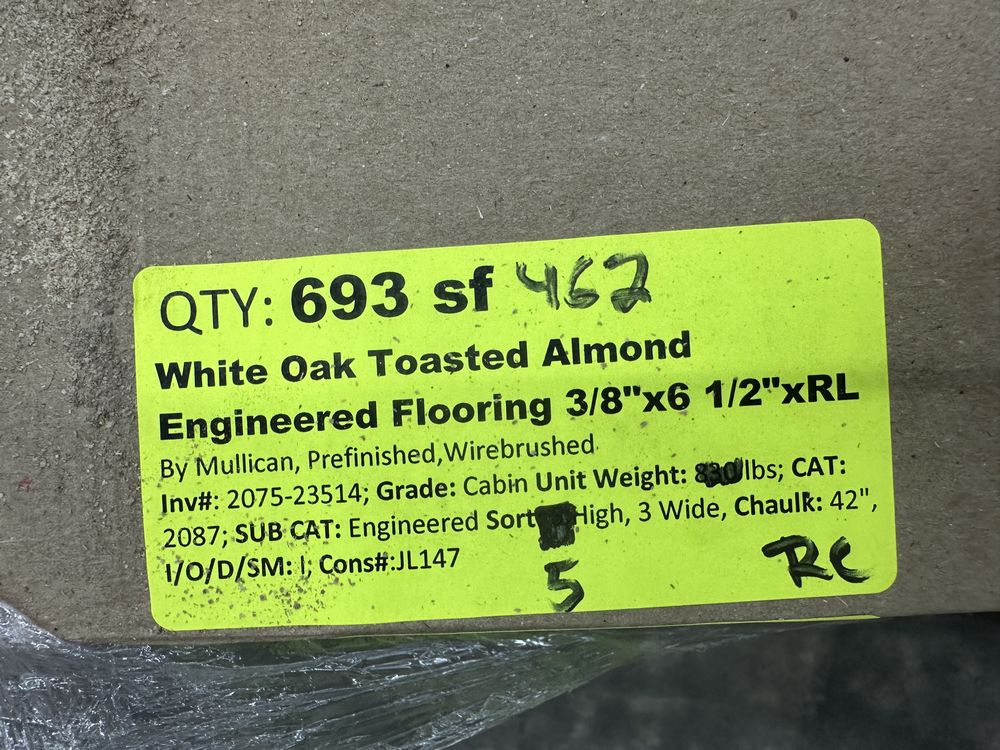 QTY: 693 sf 462
White Oak Toasted Almond
Engineered Flooring 3/8"x6 1/2"xRL
By Mullican, Prefinished,Wirebrushed
Inv#: 2075-23514; Grade: Cabin Unit Weight: 830 lbs; CAT:
2087; SUB CAT: Engineered Sort: High, 3 Wide, Chaulk: 42",
I/O/D/SM: I; Cons#:JL147
5
RC